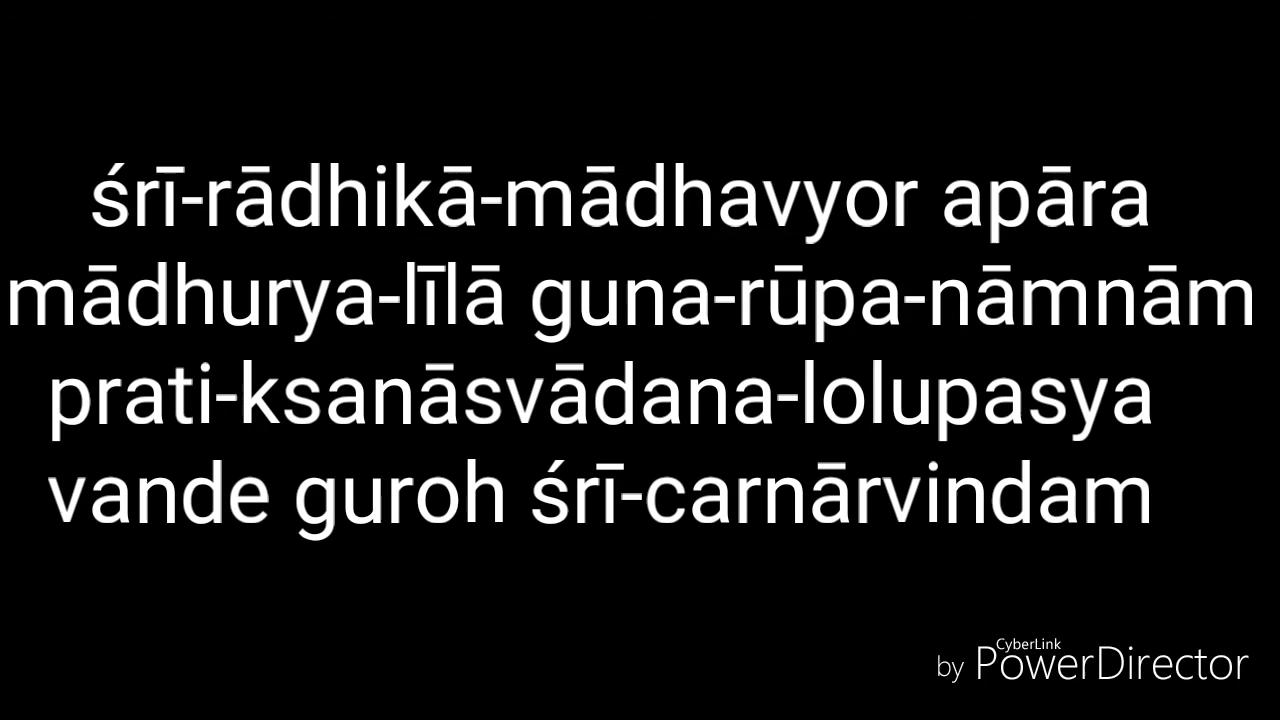 śrī-rādhikā-mādhavyor apāra
mādhurya-līlā guna-rūpa-nāmnām
prati-ksanāsvādana-lolupasya
vande guroh śrī-carnārvindam
CyberLink
by PowerDirector